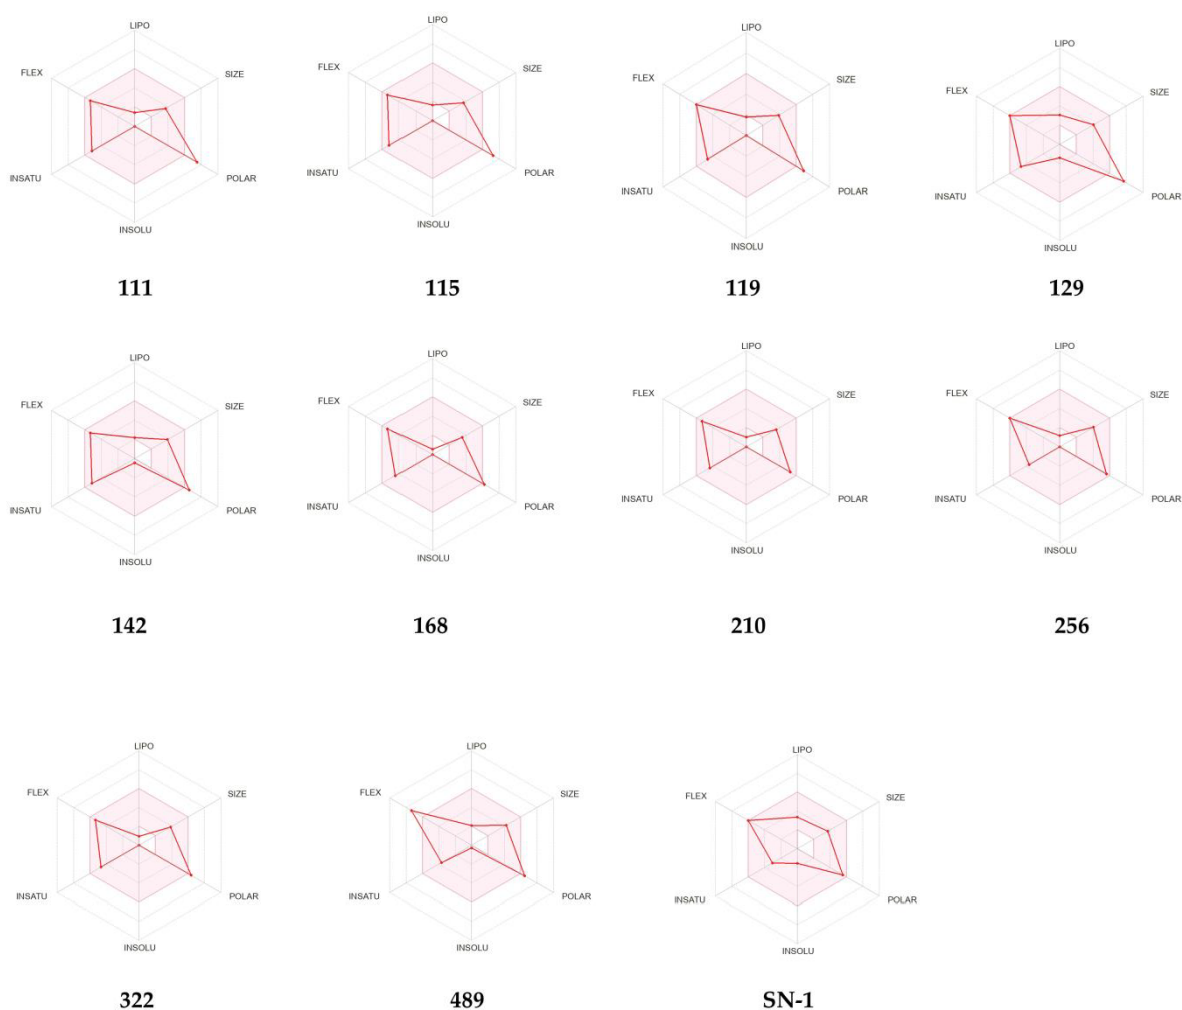 LIPO
FLEX
SIZE
INSATU
POLAR
INSOLU
111
LIPO
FLEX
SIZE
INSATU
POLAR
INSOLU
115
LIPO
FLEX
SIZE
INSATU
POLAR
INSOLU
119
LIPO
FLEX
SIZE
INSATU
POLAR
INSOLU
129
LIPO
FLEX
SIZE
INSATU
POLAR
INSOLU
142
LIPO
FLEX
SIZE
INSATU
POLAR
INSOLU
168
LIPO
FLEX
SIZE
INSATU
POLAR
INSOLU
210
LIPO
FLEX
SIZE
INSATU
POLAR
INSOLU
256
LIPO
FLEX
SIZE
INSATU
POLAR
INSOLU
322
LIPO
FLEX
SIZE
INSATU
POLAR
INSOLU
489
LIPO
FLEX
SIZE
INSATU
POLAR
INSOLU
SN-1